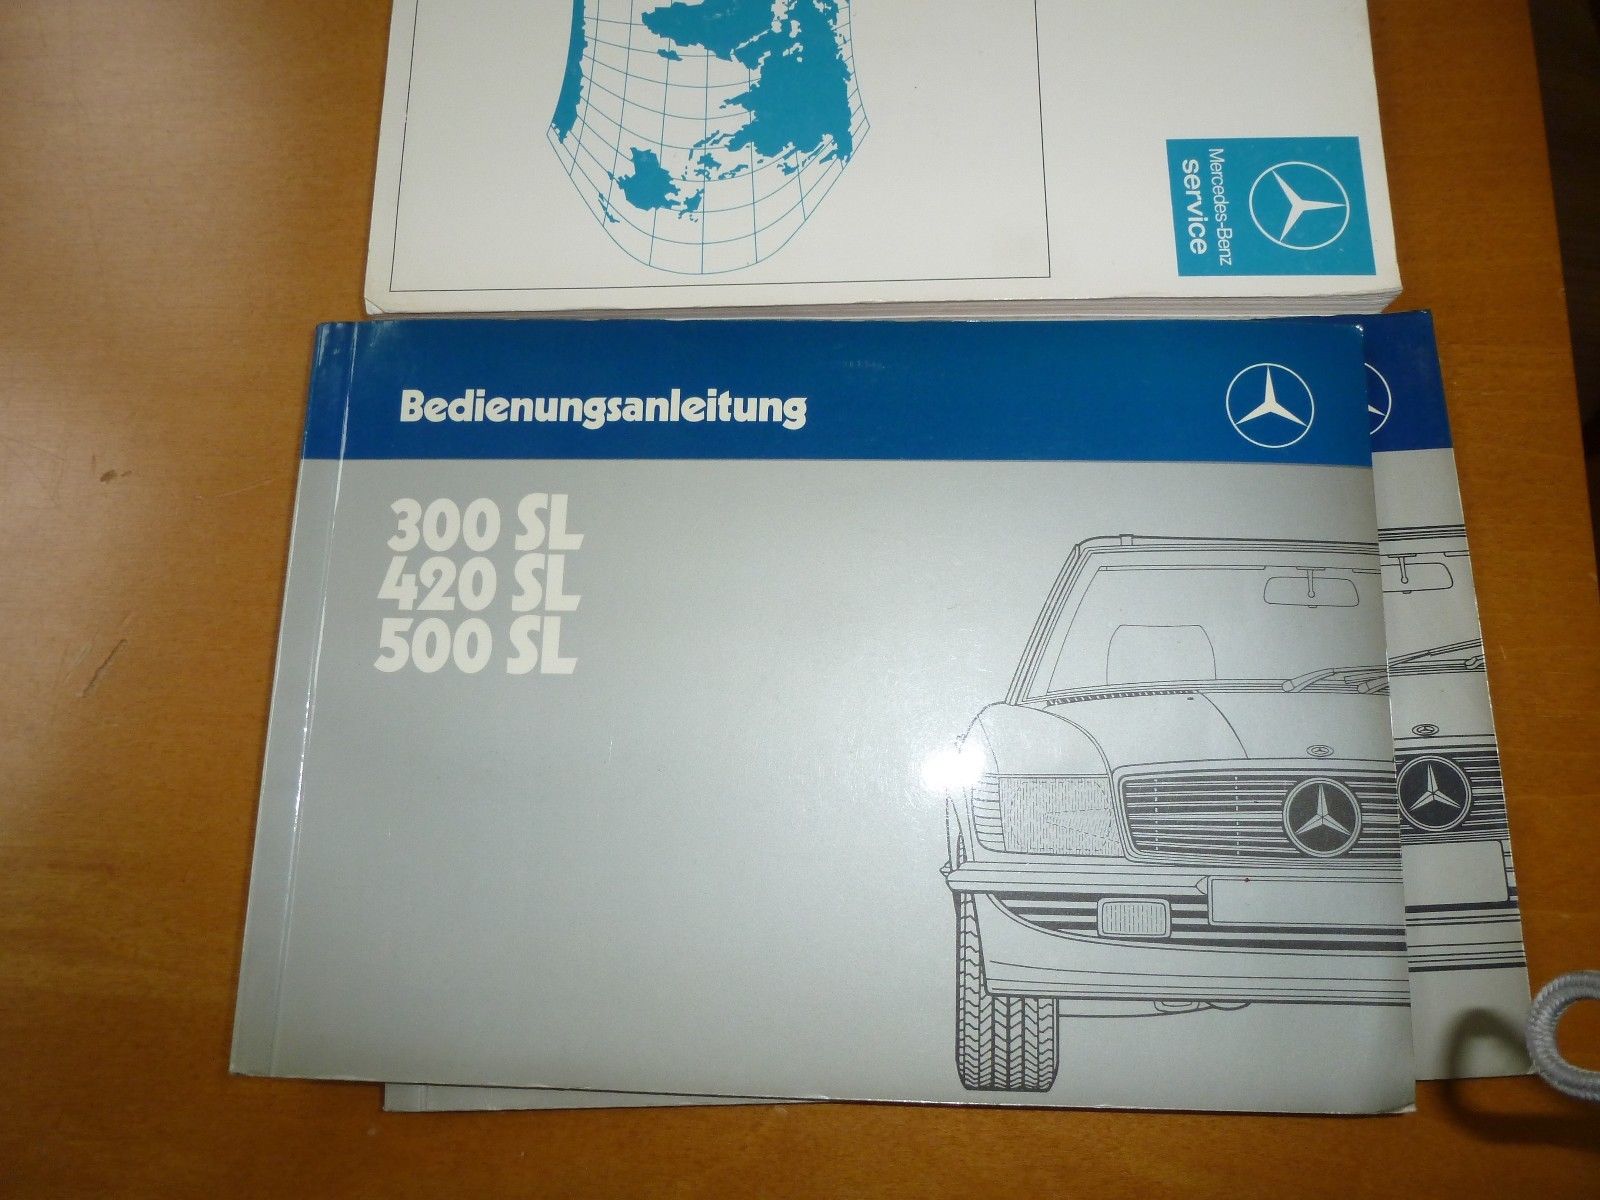 Mercedes-Benz
service
Bedienungsanleitung
300 SL
420 SL
500 SL